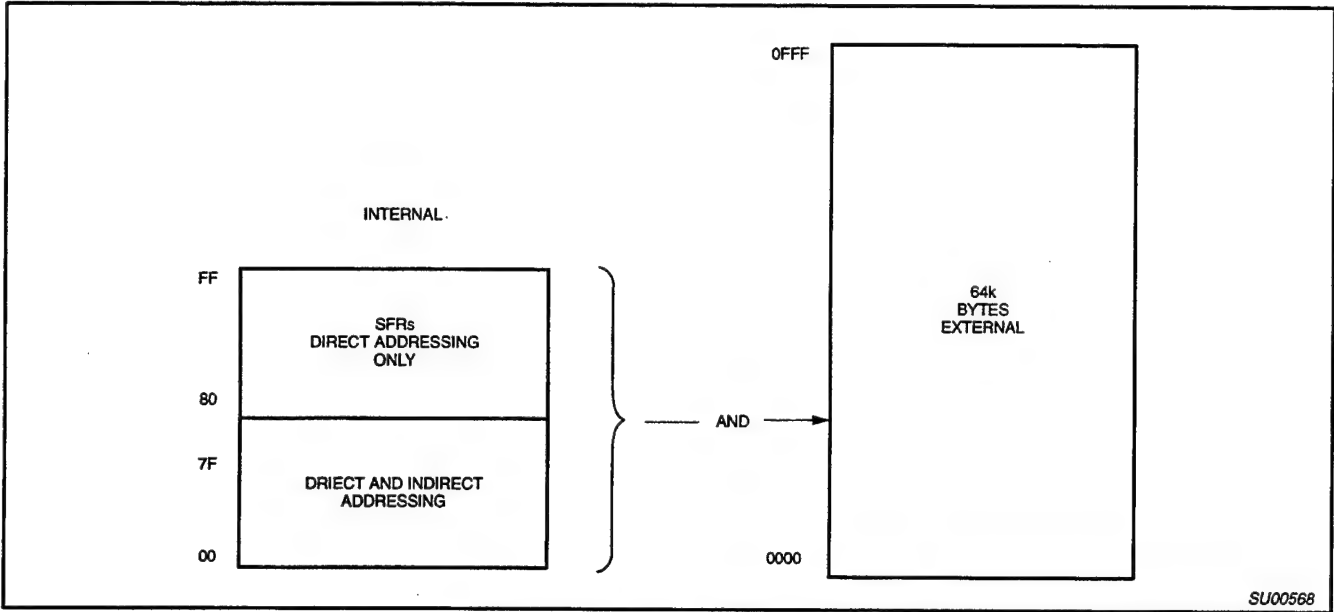 INTERNAL
FF
SFRs
DIRECT ADDRESSING
ONLY
80
7F
DRIECT AND INDIRECT
ADDRESSING
00
AND
0FFF
64k
BYTES
EXTERNAL
0000
SU00568